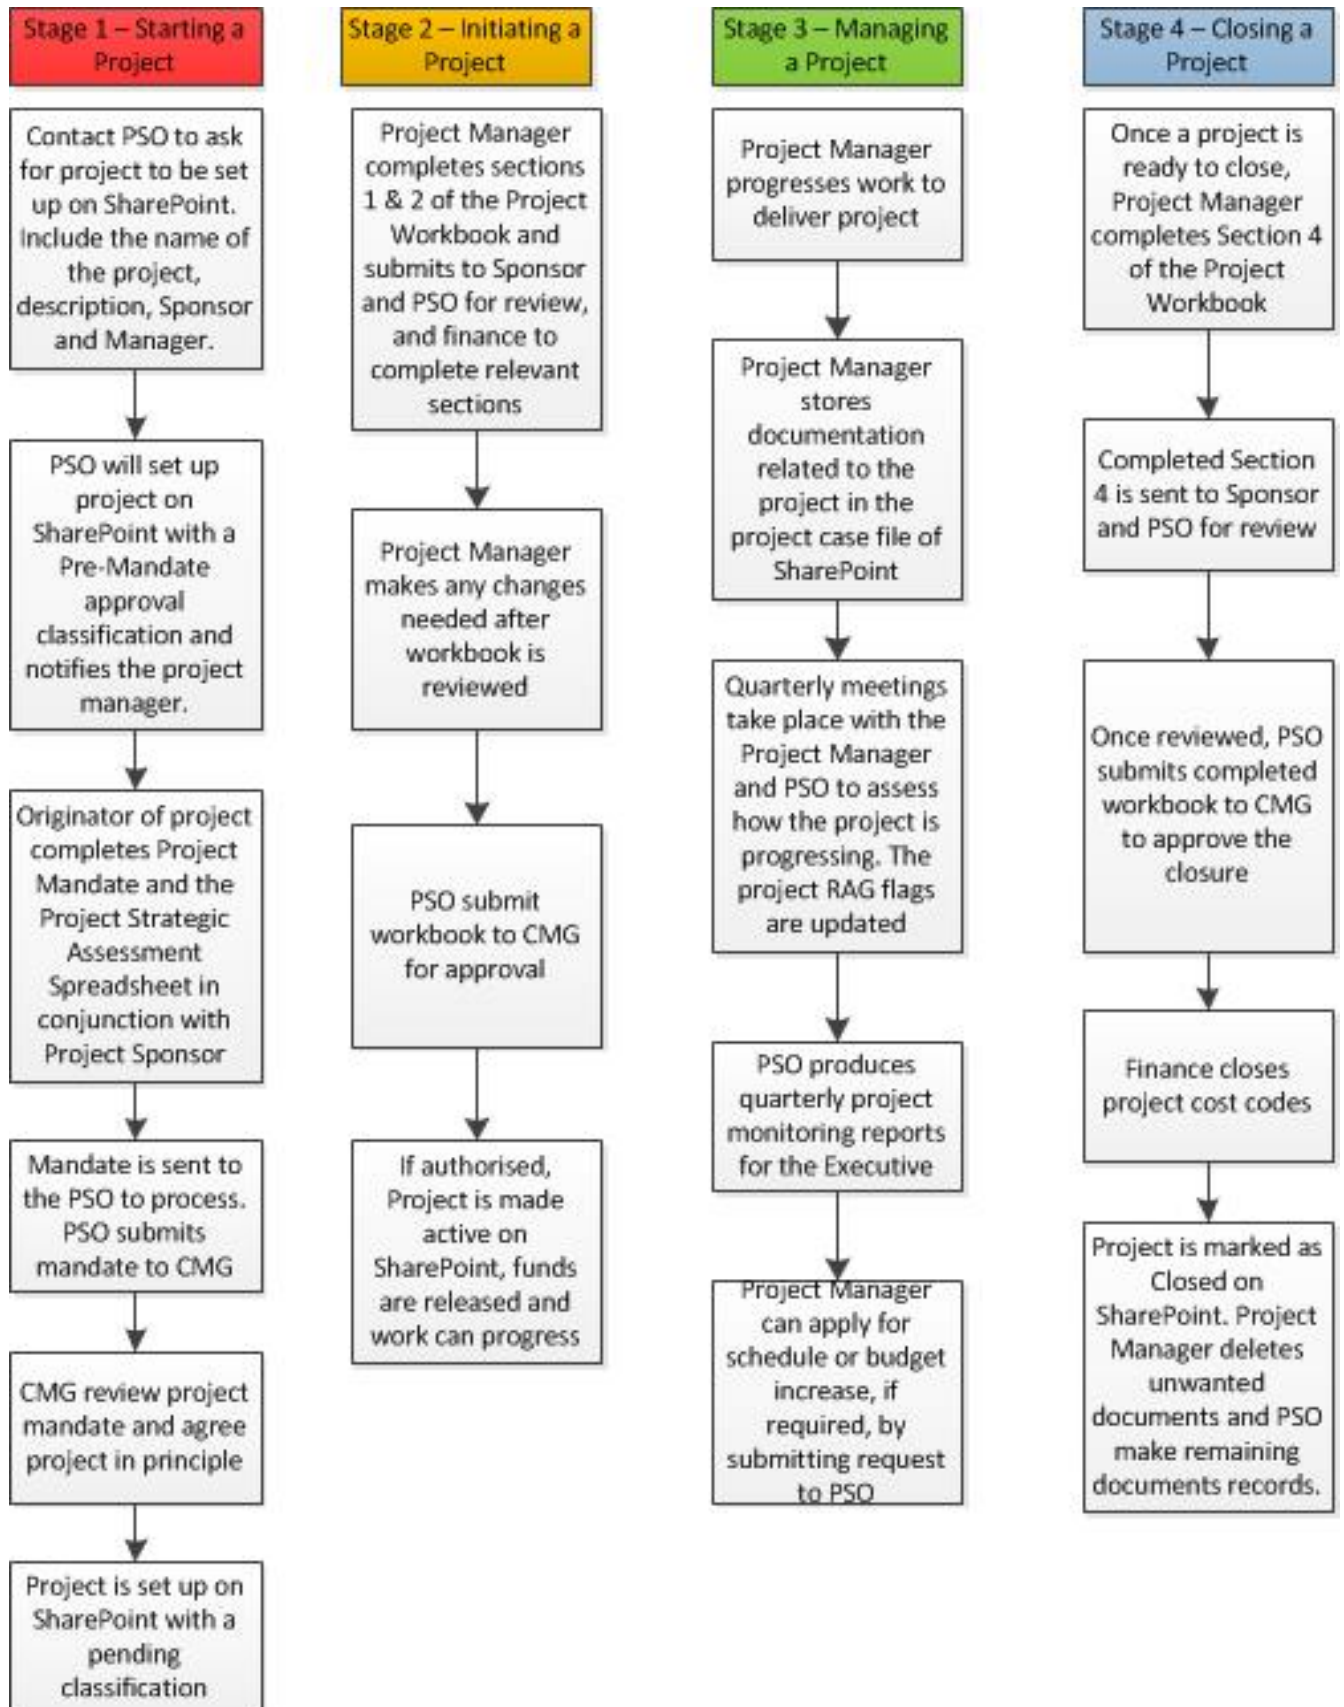 Stage 1 – Starting a
Project
Contact PSO to ask
for project to be set
up on SharePoint.
Include the name of
the project,
description, Sponsor
and Manager.
PSO will set up
project on
SharePoint with a
Pre-Mandate
approval
classification and
notifies the project
manager.
Originator of project
completes Project
Mandate and the
Project Strategic
Assessment
Spreadsheet in
conjunction with
Project Sponsor
Mandate is sent to
the PSO to process.
PSO submits
mandate to CMG
CMG review project
mandate and agree
project in principle
Project is set up on
SharePoint with a
pending
classification
Stage 2 – Initiating a
Project
Project Manager
completes sections
1 & 2 of the Project
Workbook and
submits to Sponsor
and PSO for review,
and finance to
complete relevant
sections
Project Manager
makes any changes
needed after
workbook is
reviewed
PSO submit
workbook to CMG
for approval
If authorised,
Project is made
active on
SharePoint, funds
are released and
work can progress
Stage 3 – Managing
a Project
Project Manager
progresses work to
deliver project
Project Manager
stores
documentation
related to the
project in the
project case file of
SharePoint
Quarterly meetings
take place with the
Project Manager
and PSO to assess
how the project is
progressing. The
project RAG flags
are updated
PSO produces
quarterly project
monitoring reports
for the Executive
Project Manager
can apply for
schedule or budget
increase, if
required, by
submitting request
to PSO
Stage 4 – Closing a
Project
Once a project is
ready to close,
Project Manager
completes Section 4
of the Project
Workbook
Completed Section
4 is sent to Sponsor
and PSO for review
Once reviewed, PSO
submits completed
workbook to CMG
to approve the
closure
Finance closes
project cost codes
Project is marked as
Closed on
SharePoint. Project
Manager deletes
unwanted
documents and PSO
make remaining
documents records.